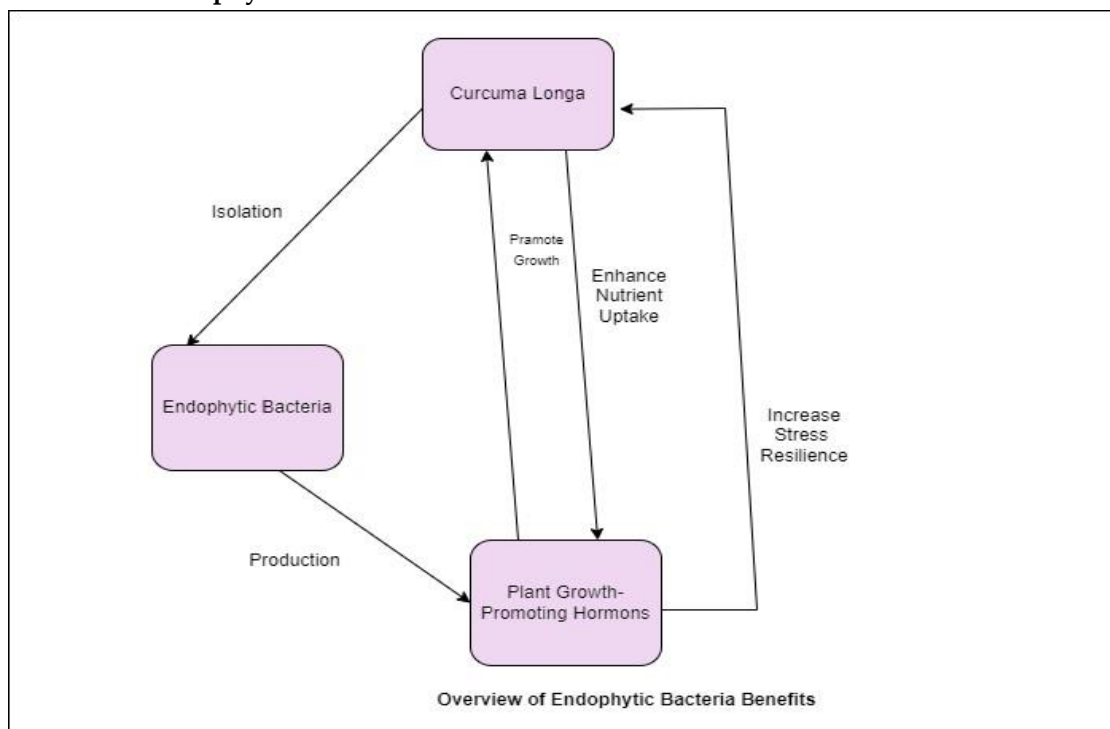 Curcuma Longa
Isolation
Pramote
Growth
Enhance
Nutrient
Uptake
Endophytic Bacteria
Increase
Stress
Resilience
Production
Plant Growth-
Promoting Hormons
Overview of Endophytic Bacteria Benefits